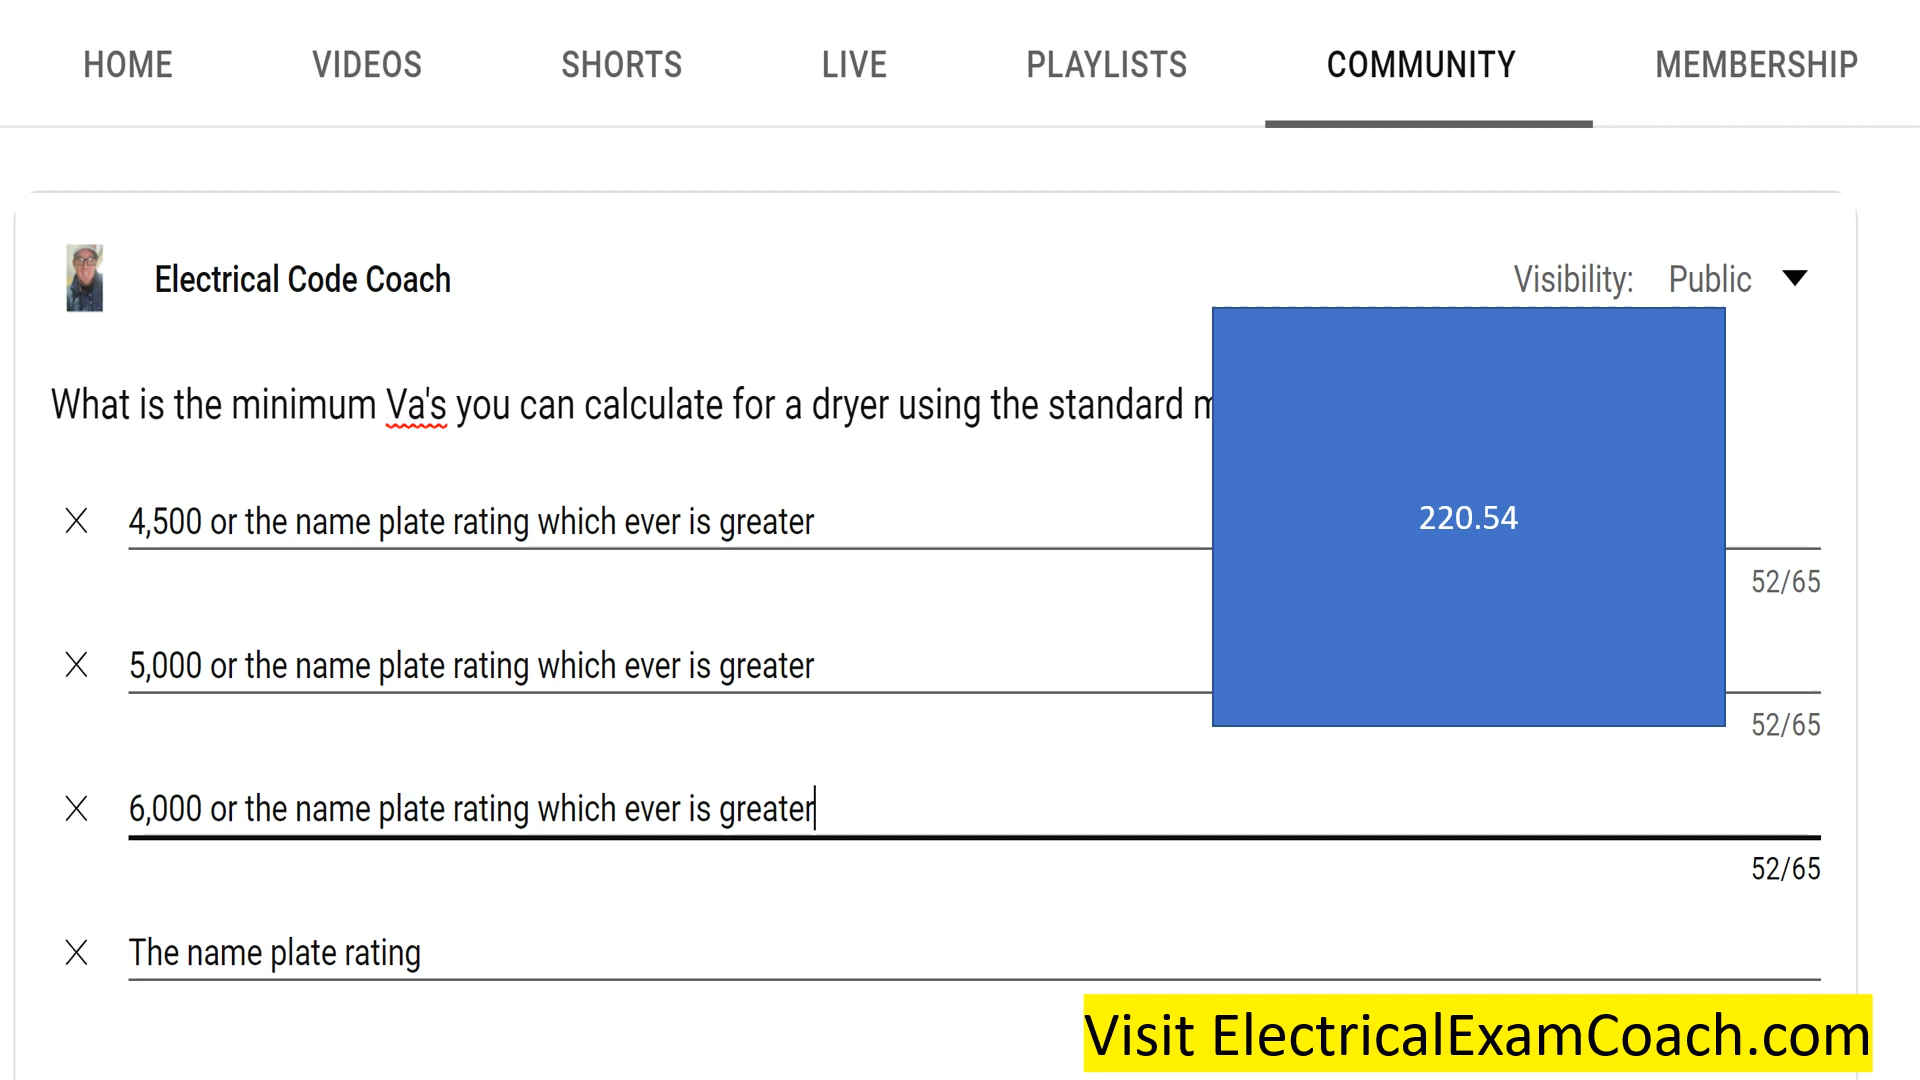 HOME VIDEOS SHORTS LIVE PLAYLISTS COMMUNITY MEMBERSHIP
Electrical Code Coach Visibility: Public
What is the minimum Va's you can calculate for a dryer using the standard
220.54
4,500 or the name plate rating which ever is greater
52/65
5,000 or the name plate rating which ever is greater
52/65
6,000 or the name plate rating which ever is greater
52/65
The name plate rating
Visit ElectricalExamCoach.com